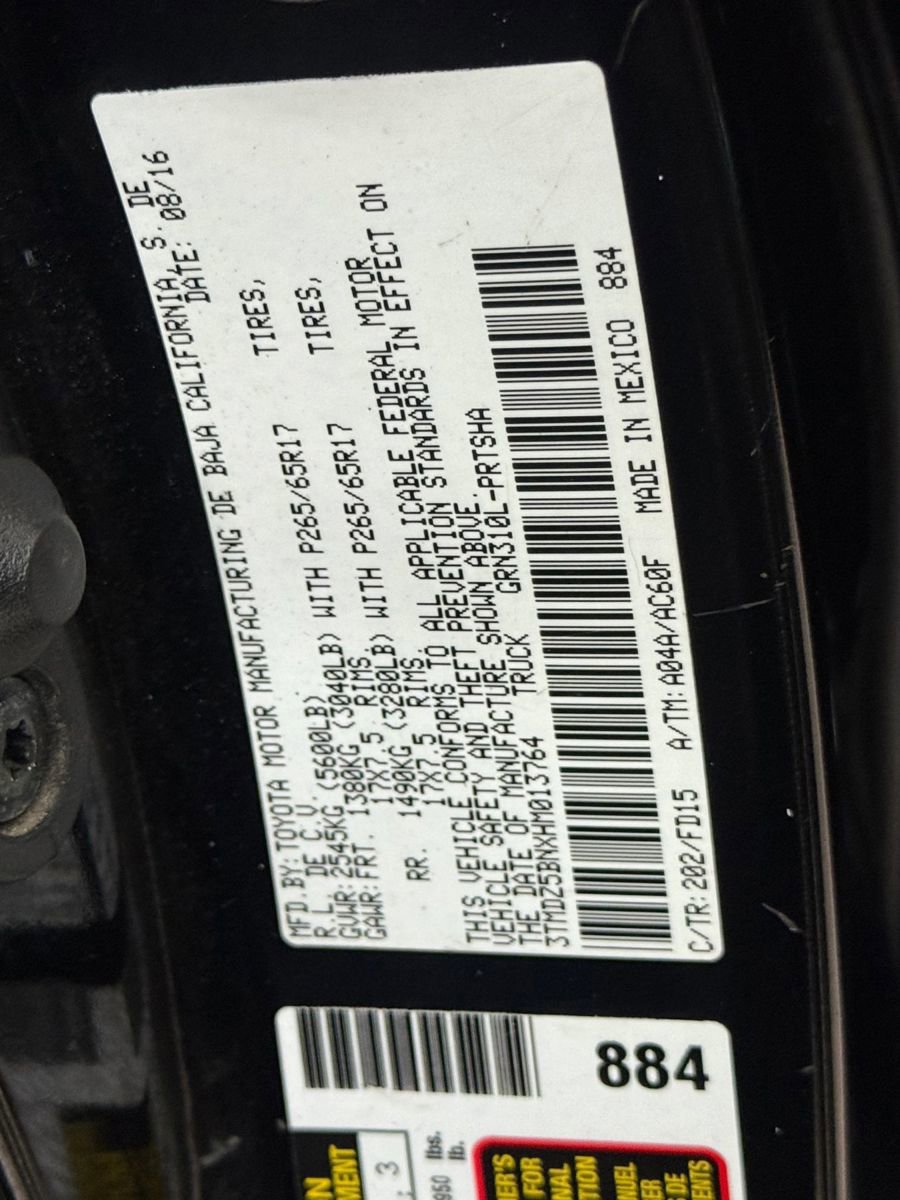 MFD.BY:TOYOTA MOTOR MANUFACTURING DE BAJA CALIFORNIA, S. DE
R.L. DE C.V. DATE: 08/16
GVWR:2545KG (5600LB)
GAWR:FRT. 1380KG (3040LB) WITH P265/65R17 TIRES,
17X7.5 RIMS,
RR. 1490KG (3280LB) WITH P265/65R17 TIRES,
17X7.5 RIMS.
THIS VEHICLE CONFORMS TO ALL APPLICABLE FEDERAL MOTOR
VEHICLE SAFETY AND THEFT PREVENTION STANDARDS IN EFFECT ON
THE DATE OF MANUFACTURE SHOWN ABOVE.
3TMDZ5BNXHM013764 TRUCK GRN310L-PRTSHA
C/TR:202/FD15 A/TM:A04A/AC60F MADE IN MEXICO 884
884
: 3
lbs.
lb.
ER'S
FOR